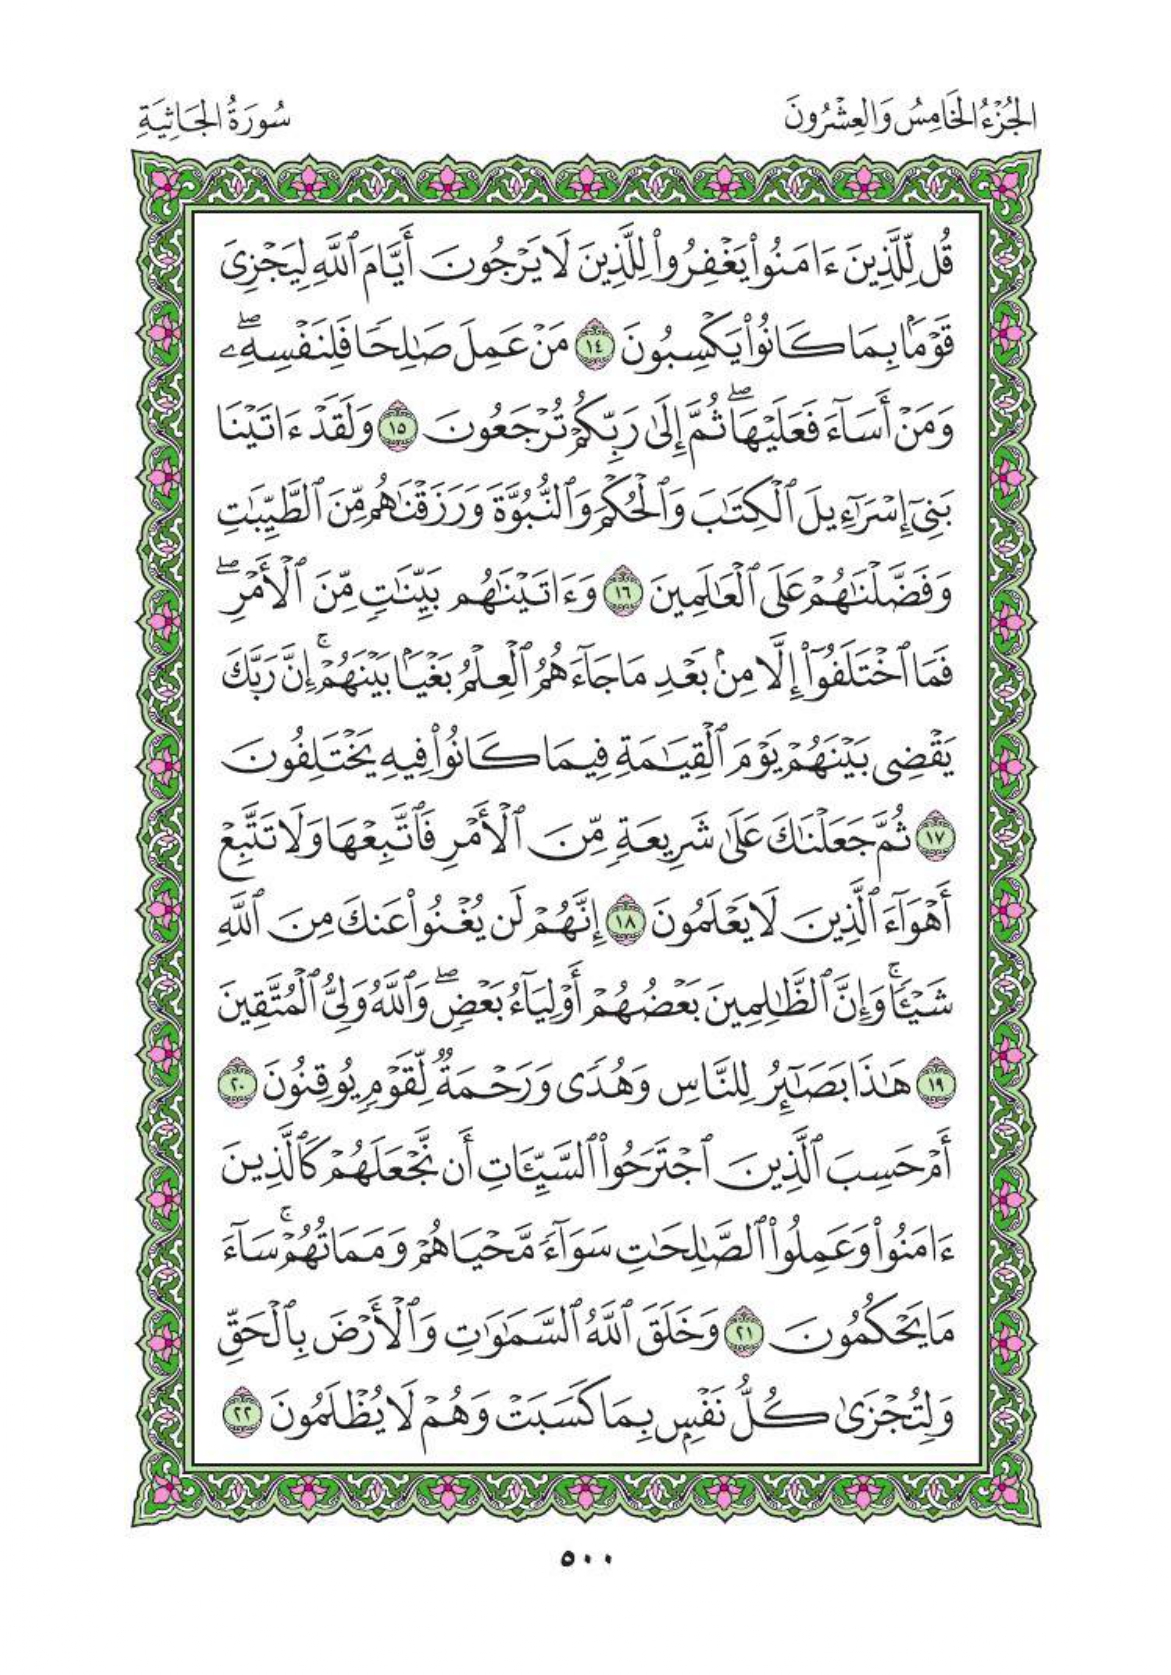 الجُزْءُ الخَامِسُ وَالعِشْرُونَ
سُورَةُ الجَاثِيَةِ
قُل لِّلَّذِينَ ءَامَنُوا۟ يَغْفِرُوا۟ لِلَّذِينَ لَا يَرْجُونَ أَيَّامَ ٱللَّهِ لِيَجْزِىَ
قَوْمًۢا بِمَا كَانُوا۟ يَكْسِبُونَ ١٤ مَنْ عَمِلَ صَٰلِحًا فَلِنَفْسِهِۦۖ
وَمَنْ أَسَآءَ فَعَلَيْهَاۖ ثُمَّ إِلَىٰ رَبِّكُمْ تُرْجَعُونَ ١٥ وَلَقَدْ ءَاتَيْنَا
بَنِىٓ إِسْرَٰٓءِيلَ ٱلْكِتَٰبَ وَٱلْحُكْمَ وَٱلنُّبُوَّةَ وَرَزَقْنَٰهُم مِّنَ ٱلطَّيِّبَٰتِ
وَفَضَّلْنَٰهُمْ عَلَى ٱلْعَٰلَمِينَ ١٦ وَءَاتَيْنَٰهُم بَيِّنَٰتٍ مِّنَ ٱلْأَمْرِۖ
فَمَا ٱخْتَلَفُوٓا۟ إِلَّا مِنۢ بَعْدِ مَا جَآءَهُمُ ٱلْعِلْمُ بَغْيًۢا بَيْنَهُمْۚ إِنَّ رَبَّكَ
يَقْضِى بَيْنَهُمْ يَوْمَ ٱلْقِيَٰمَةِ فِيمَا كَانُوا۟ فِيهِ يَخْتَلِفُونَ
١٧ ثُمَّ جَعَلْنَٰكَ عَلَىٰ شَرِيعَةٍ مِّنَ ٱلْأَمْرِ فَٱتَّبِعْهَا وَلَا تَتَّبِعْ
أَهْوَآءَ ٱلَّذِينَ لَا يَعْلَمُونَ ١٨ إِنَّهُمْ لَن يُغْنُوا۟ عَنكَ مِنَ ٱللَّهِ
شَيْـًٔاۚ وَإِنَّ ٱلظَّٰلِمِينَ بَعْضُهُمْ أَوْلِيَآءُ بَعْضٍۖ وَٱللَّهُ وَلِىُّ ٱلْمُتَّقِينَ
١٩ هَٰذَا بَصَٰٓئِرُ لِلنَّاسِ وَهُدًى وَرَحْمَةٌ لِّقَوْمٍ يُوقِنُونَ ٢٠
أَمْ حَسِبَ ٱلَّذِينَ ٱجْتَرَحُوا۟ ٱلسَّيِّـَٔاتِ أَن نَّجْعَلَهُمْ كَٱلَّذِينَ
ءَامَنُوا۟ وَعَمِلُوا۟ ٱلصَّٰلِحَٰتِ سَوَآءً مَّحْيَاهُمْ وَمَمَاتُهُمْۚ سَآءَ
مَا يَحْكُمُونَ ٢١ وَخَلَقَ ٱللَّهُ ٱلسَّمَٰوَٰتِ وَٱلْأَرْضَ بِٱلْحَقِّ
وَلِتُجْزَىٰ كُلُّ نَفْسٍۭ بِمَا كَسَبَتْ وَهُمْ لَا يُظْلَمُونَ ٢٢
٥٠٠